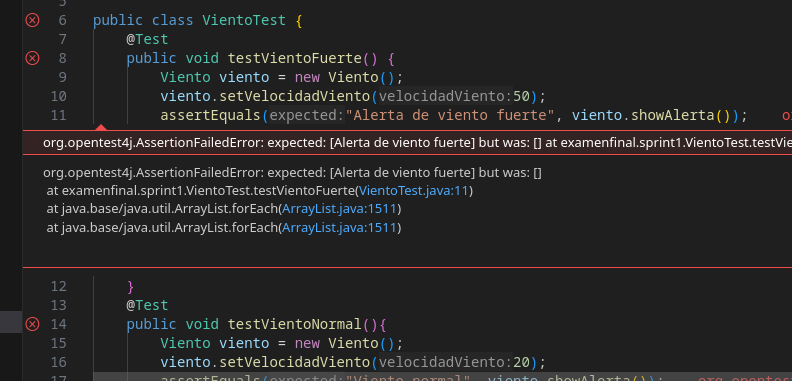 5
6 public class VientoTest {
7 @Test
8 public void testVientoFuerte() {
9 Viento viento = new Viento();
10 viento.setVelocidadViento(velocidadViento:50);
11 assertEquals(expected:"Alerta de viento fuerte", viento.showAlerta());
org.opentest4j.AssertionFailedError: expected: [Alerta de viento fuerte] but was: [] at examenfinal.sprint1.VientoTest.testVie
org.opentest4j.AssertionFailedError: expected: [Alerta de viento fuerte] but was: []
at examenfinal.sprint1.VientoTest.testVientoFuerte(VientoTest.java:11)
at java.base/java.util.ArrayList.forEach(ArrayList.java:1511)
at java.base/java.util.ArrayList.forEach(ArrayList.java:1511)
12 }
13 @Test
14 public void testVientoNormal(){
15 Viento viento = new Viento();
16 viento.setVelocidadViento(velocidadViento:20);
17 assertEquals(expected:"Viento normal", viento.showAlerta()); org.opentes